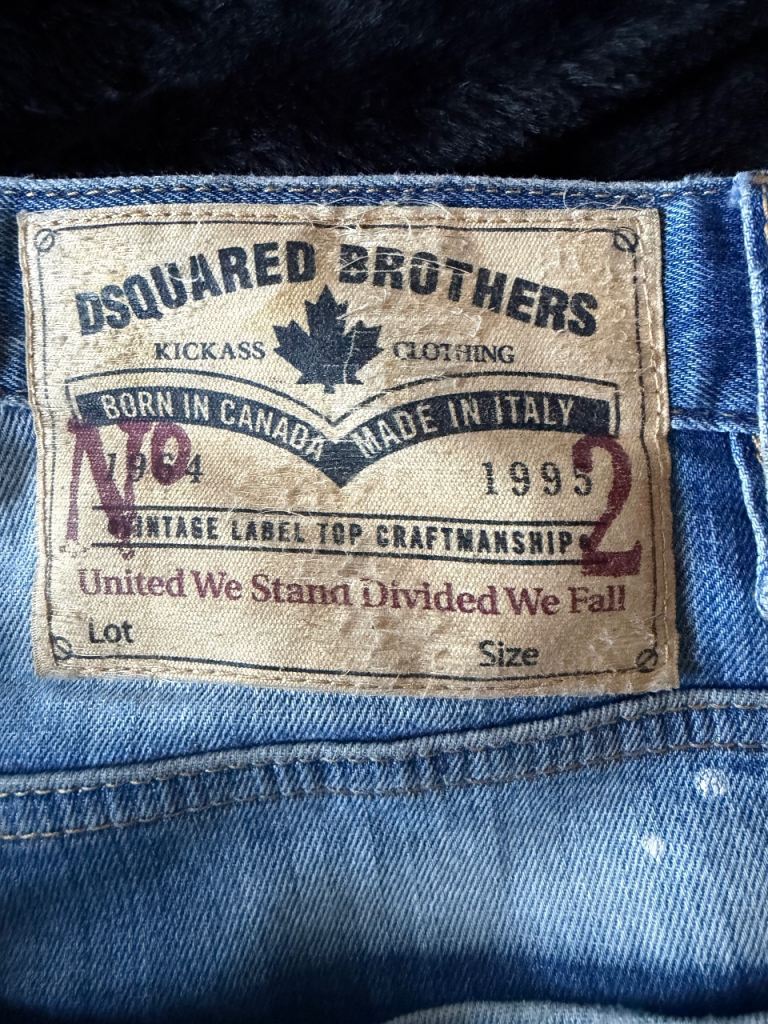 DSQUARED BROTHERS
KICKASS CLOTHING
BORN IN CANADA MADE IN ITALY
Nº 1964 1995 2
VINTAGE LABEL TOP CRAFTMANSHIP
United We Stand Divided We Fall
Lot Size